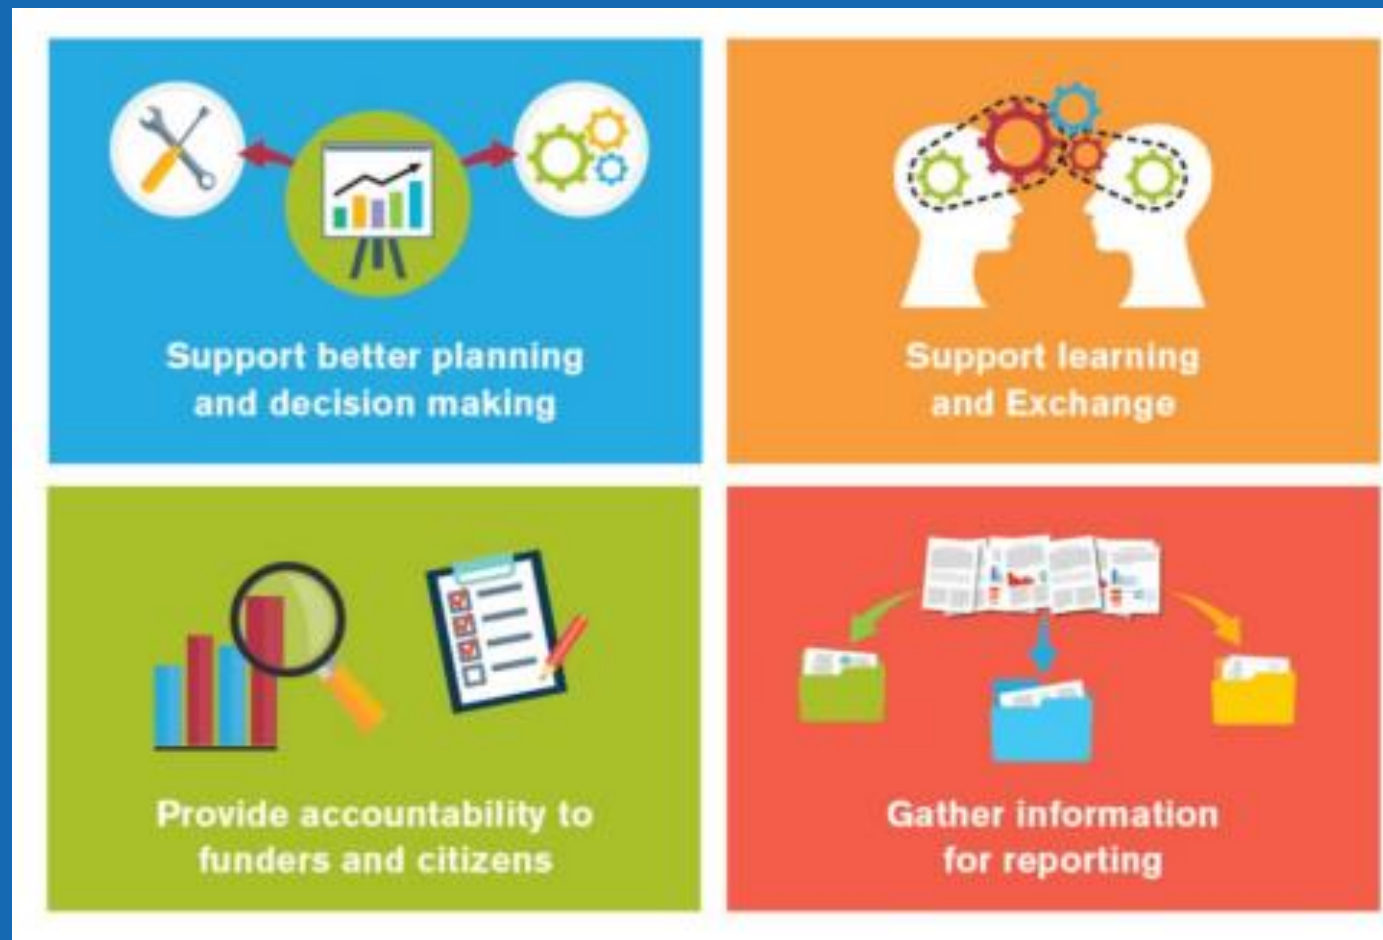 Support better planning
and decision making
Support learning
and Exchange
Provide accountability to
funders and citizens
Gather information
for reporting